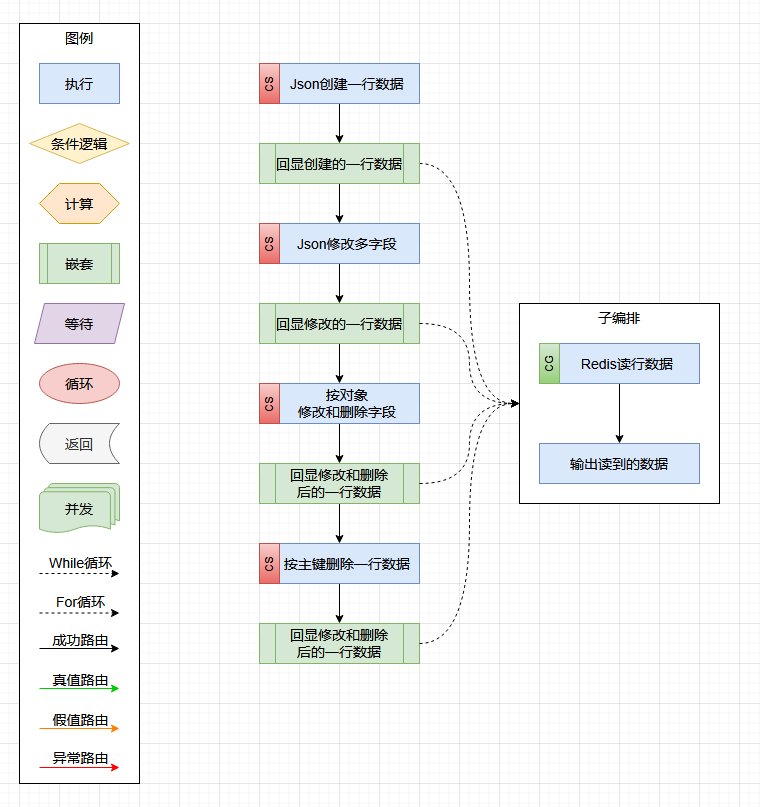 图例
执行
条件逻辑
计算
嵌套
等待
循环
返回
并发
While循环
For循环
成功路由
真值路由
假值路由
异常路由
CS
Json创建一行数据
回显创建的一行数据
CS
Json修改多字段
回显修改的一行数据
CS
按对象
修改和删除字段
回显修改和删除
后的一行数据
CS
按主键删除一行数据
回显修改和删除
后的一行数据
子编排
CG
Redis读行数据
输出读到的数据